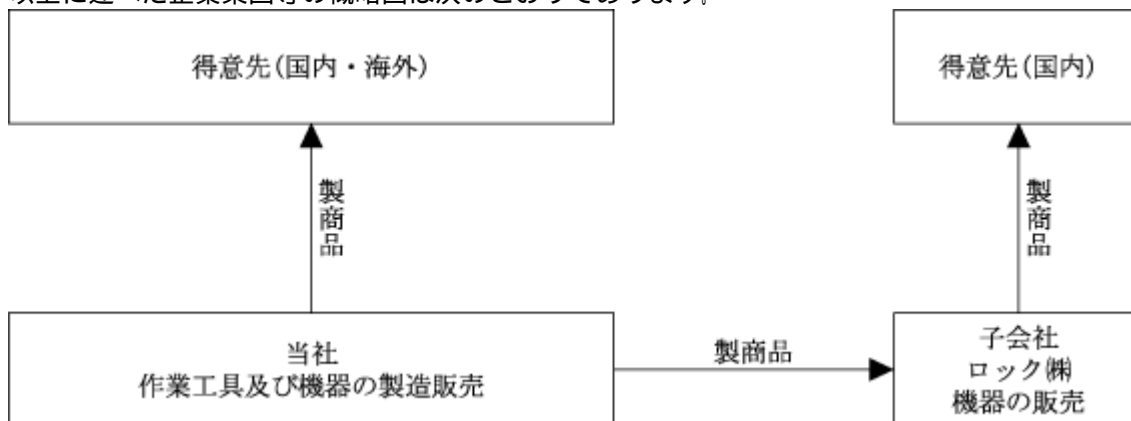 得意先(国内・海外)
得意先(国内)
製商品
製商品
当社
作業工具及び機器の製造販売
製商品
子会社
ロック㈱
機器の販売